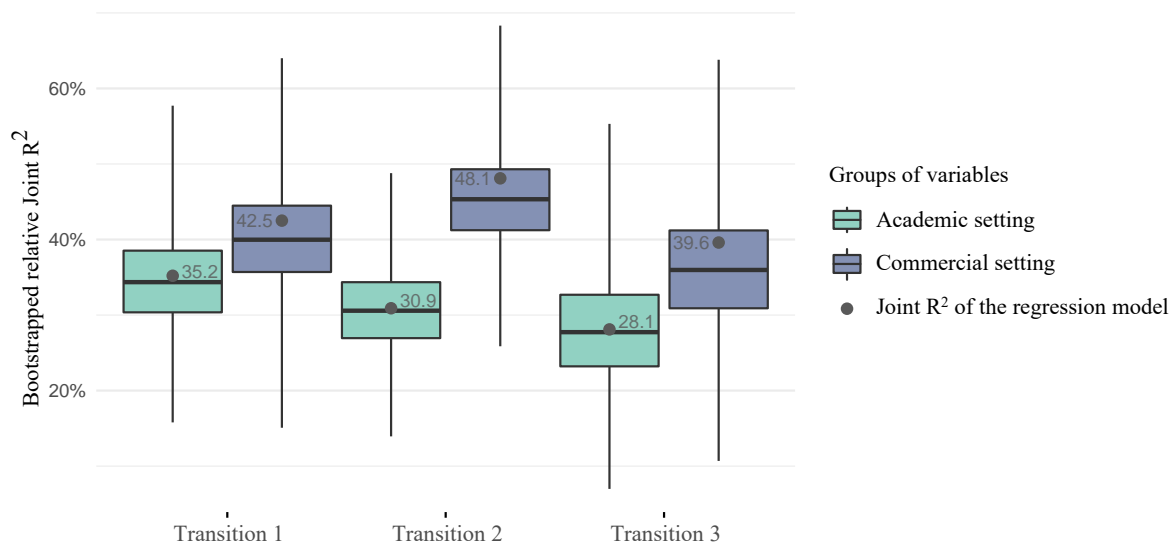 Bootstrapped relative Joint R²
60%
40%
20%
35.2
42.5
30.9
48.1
28.1
39.6
Transition 1
Transition 2
Transition 3
Groups of variables
Academic setting
Commercial setting
Joint R² of the regression model